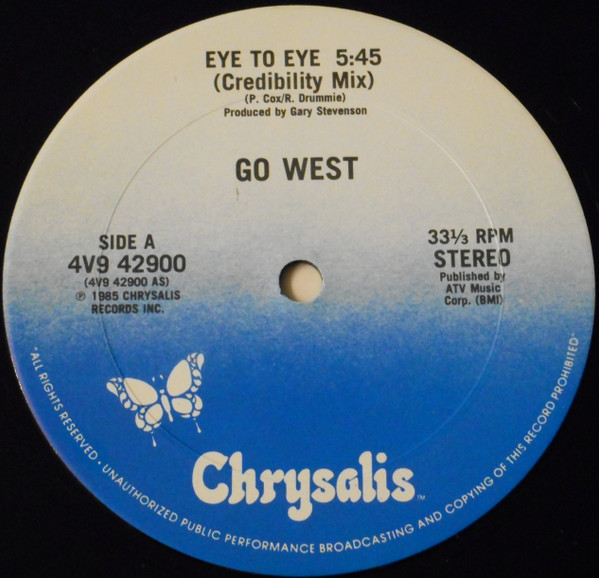 EYE TO EYE 5:45
(Credibility Mix)
(P. Cox/R. Drummie)
Produced by Gary Stevenson
GO WEST
SIDE A
4V9 42900
(4V9 42900 AS)
℗ 1985 CHRYSALIS
RECORDS INC.
33⅓ RPM
STEREO
Published by
ATV Music
Corp. (BMI)
Chrysalis™
·ALL RIGHTS RESERVED · UNAUTHORIZED PUBLIC PERFORMANCE BROADCASTING AND COPYING OF THIS RECORD PROHIBITED·